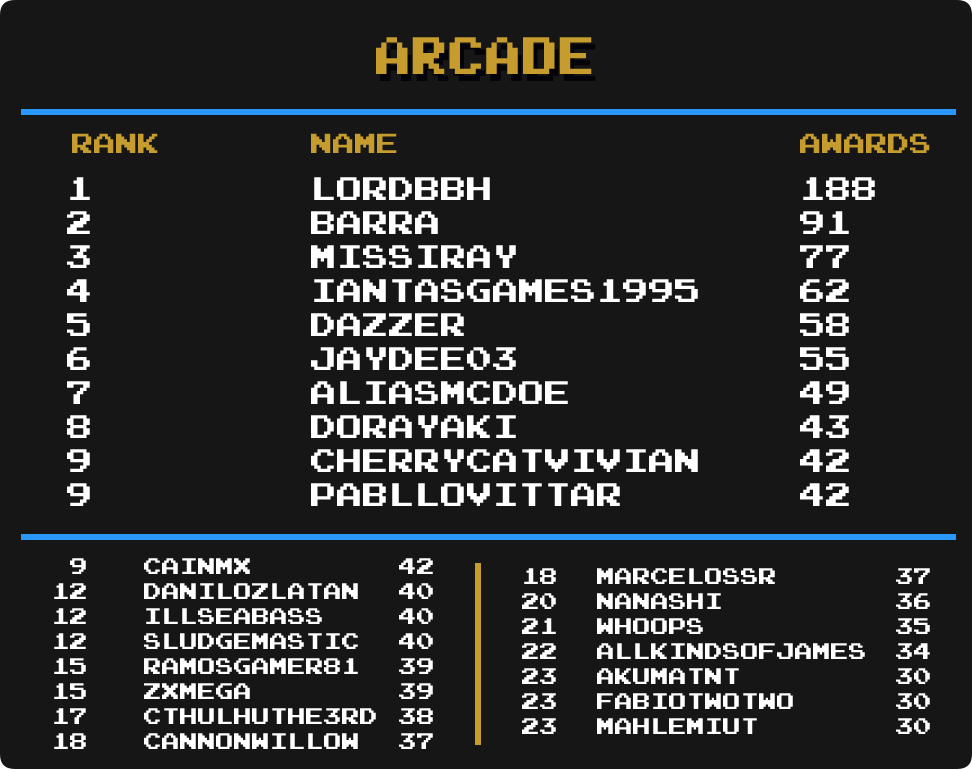 ARCADE
RANK NAME AWARDS
1 LORDBBH 188
2 BARRA 91
3 MISSIRAY 77
4 IANTASGAMES1995 62
5 DAZZER 58
6 JAYDEE03 55
7 ALIASMCDOE 49
8 DORAYAKI 43
9 CHERRYCATVIVIAN 42
9 PABLLOVITTAR 42
9 CAINMX 42
12 DANILOZLATAN 40
12 ILLSEABASS 40
12 SLUDGEMASTIC 40
15 RAMOSGAMER81 39
15 ZXMEGA 39
17 CTHULHUTHE3RD 38
18 CANNONWILLOW 37
18 MARCELOSSR 37
20 NANASHI 36
21 WHOOPS 35
22 ALLKINDSOFJAMES 34
23 AKUMATNT 30
23 FABIOTWOTWO 30
23 MAHLEMIUT 30